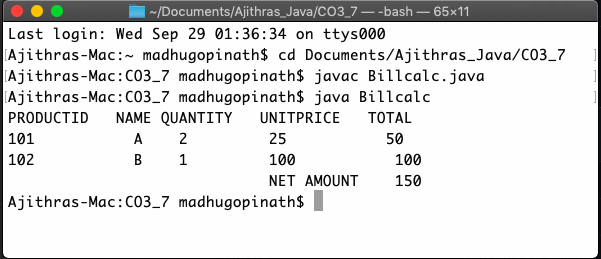 ~/Documents/Ajithras_Java/CO3_7 — -bash — 65×11
Last login: Wed Sep 29 01:36:34 on ttys000
[Ajithras-Mac:~ madhugopinath$ cd Documents/Ajithras_Java/CO3_7 ]
[Ajithras-Mac:CO3_7 madhugopinath$ javac Billcalc.java ]
[Ajithras-Mac:CO3_7 madhugopinath$ java Billcalc ]
PRODUCTID NAME QUANTITY UNITPRICE TOTAL
101 A 2 25 50
102 B 1 100 100
NET AMOUNT 150
Ajithras-Mac:CO3_7 madhugopinath$